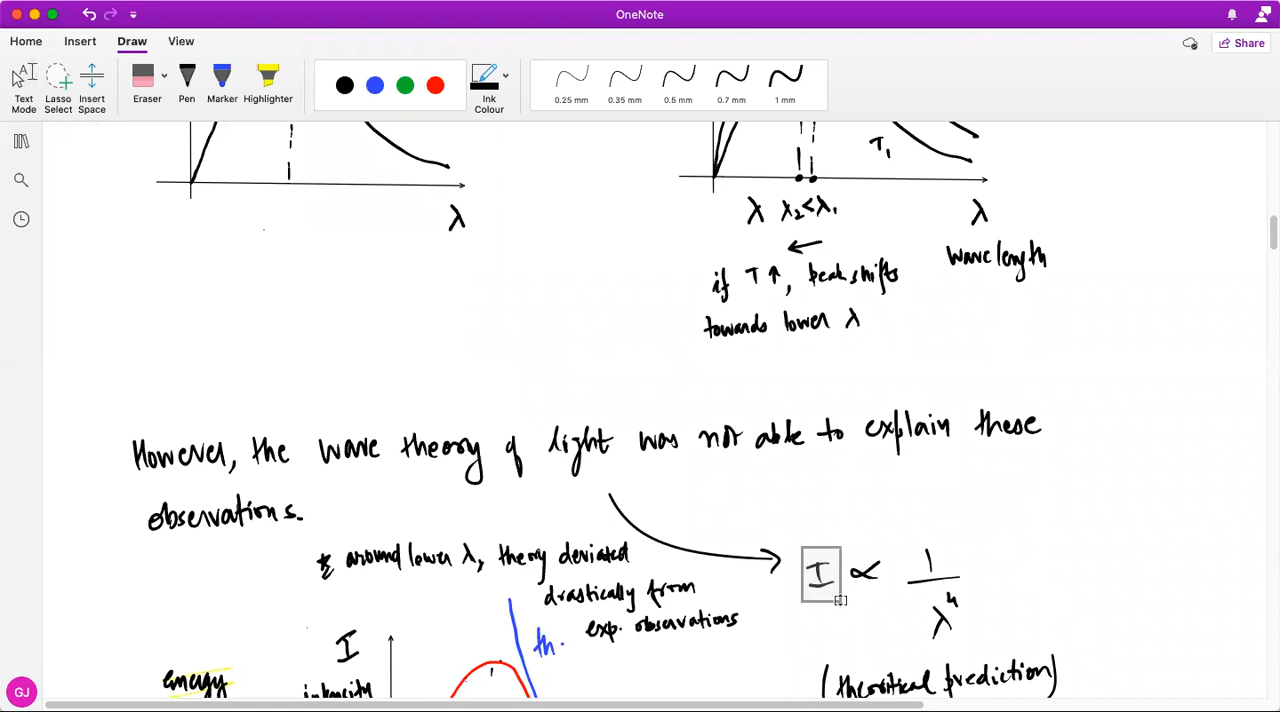 OneNote
Home Insert Draw View
Share
Text Mode
Lasso Select
Insert Space
Eraser
Pen
Marker
Highlighter
Ink Colour
0.25 mm
0.35 mm
0.5 mm
0.7 mm
1 mm
T₁
λ
λ λ₂<λ₁
λ
wavelength
if T↑, peak shifts
towards lower λ
However, the wave theory of light was not able to explain these
observations.
* around lower λ, theory deviated
drastically from
exp. observations
I ∝ 1/λ⁴
(theoritical prediction)
th.
I
intensity
energy
GJ